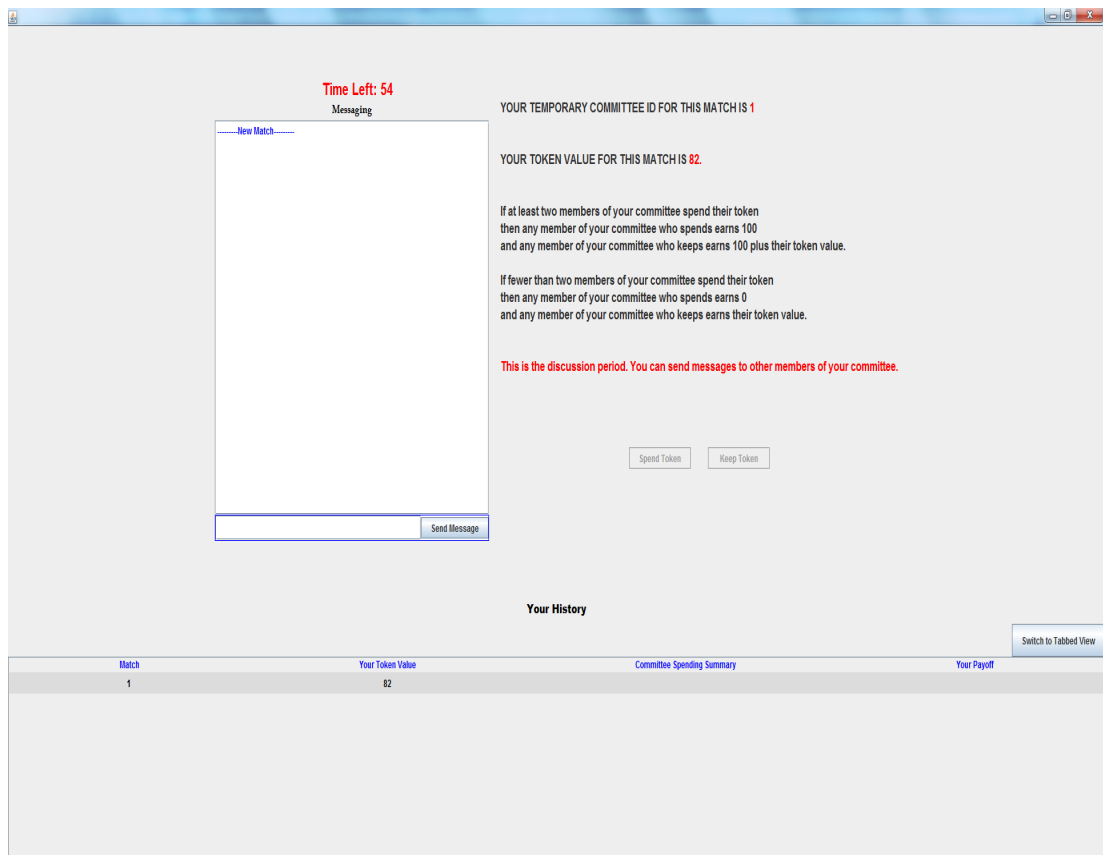 Time Left: 54
Messaging
---------New Match---------
Send Message
YOUR TEMPORARY COMMITTEE ID FOR THIS MATCH IS 1
YOUR TOKEN VALUE FOR THIS MATCH IS 82.
If at least two members of your committee spend their token
then any member of your committee who spends earns 100
and any member of your committee who keeps earns 100 plus their token value.
If fewer than two members of your committee spend their token
then any member of your committee who spends earns 0
and any member of your committee who keeps earns their token value.
This is the discussion period. You can send messages to other members of your committee.
Spend Token Keep Token
Your History
Switch to Tabbed View
Match Your Token Value Committee Spending Summary Your Payoff
1 82